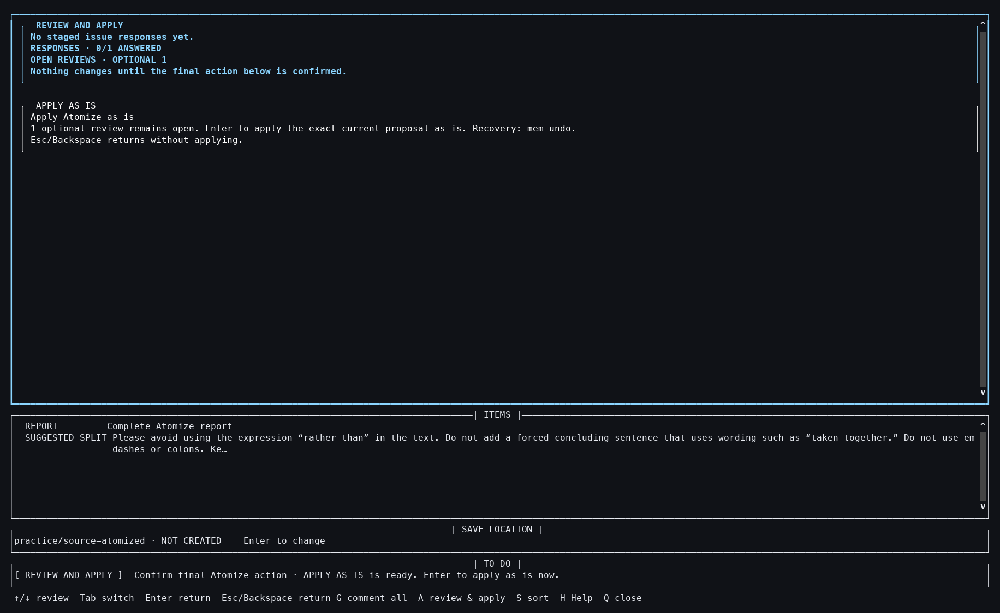 REVIEW AND APPLY
^
No staged issue responses yet.
RESPONSES · 0/1 ANSWERED
OPEN REVIEWS · OPTIONAL 1
Nothing changes until the final action below is confirmed.
APPLY AS IS
Apply Atomize as is
1 optional review remains open. Enter to apply the exact current proposal as is. Recovery: mem undo.
Esc/Backspace returns without applying.
v
| ITEMS |
REPORT Complete Atomize report
^
SUGGESTED SPLIT Please avoid using the expression “rather than” in the text. Do not add a forced concluding sentence that uses wording such as “taken together.” Do not use em
dashes or colons. Ke…
v
| SAVE LOCATION |
practice/source-atomized · NOT CREATED Enter to change
| TO DO |
[ REVIEW AND APPLY ] Confirm final Atomize action · APPLY AS IS is ready. Enter to apply as is now.
↑/↓ review Tab switch Enter return Esc/Backspace return G comment all A review & apply S sort H Help Q close